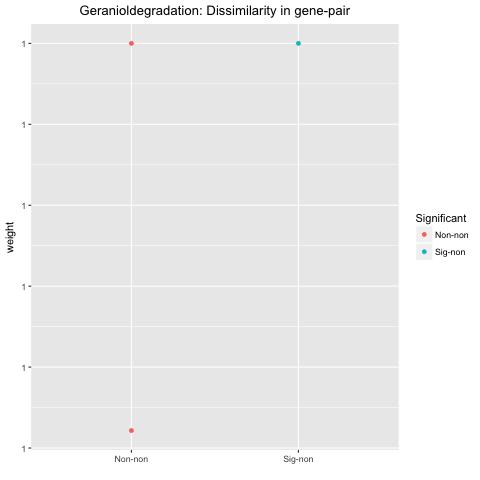 Geranioldegradation: Dissimilarity in gene-pair
1
1
1
1
1
1
weight
Non-non
Sig-non
Significant
Non-non
Sig-non